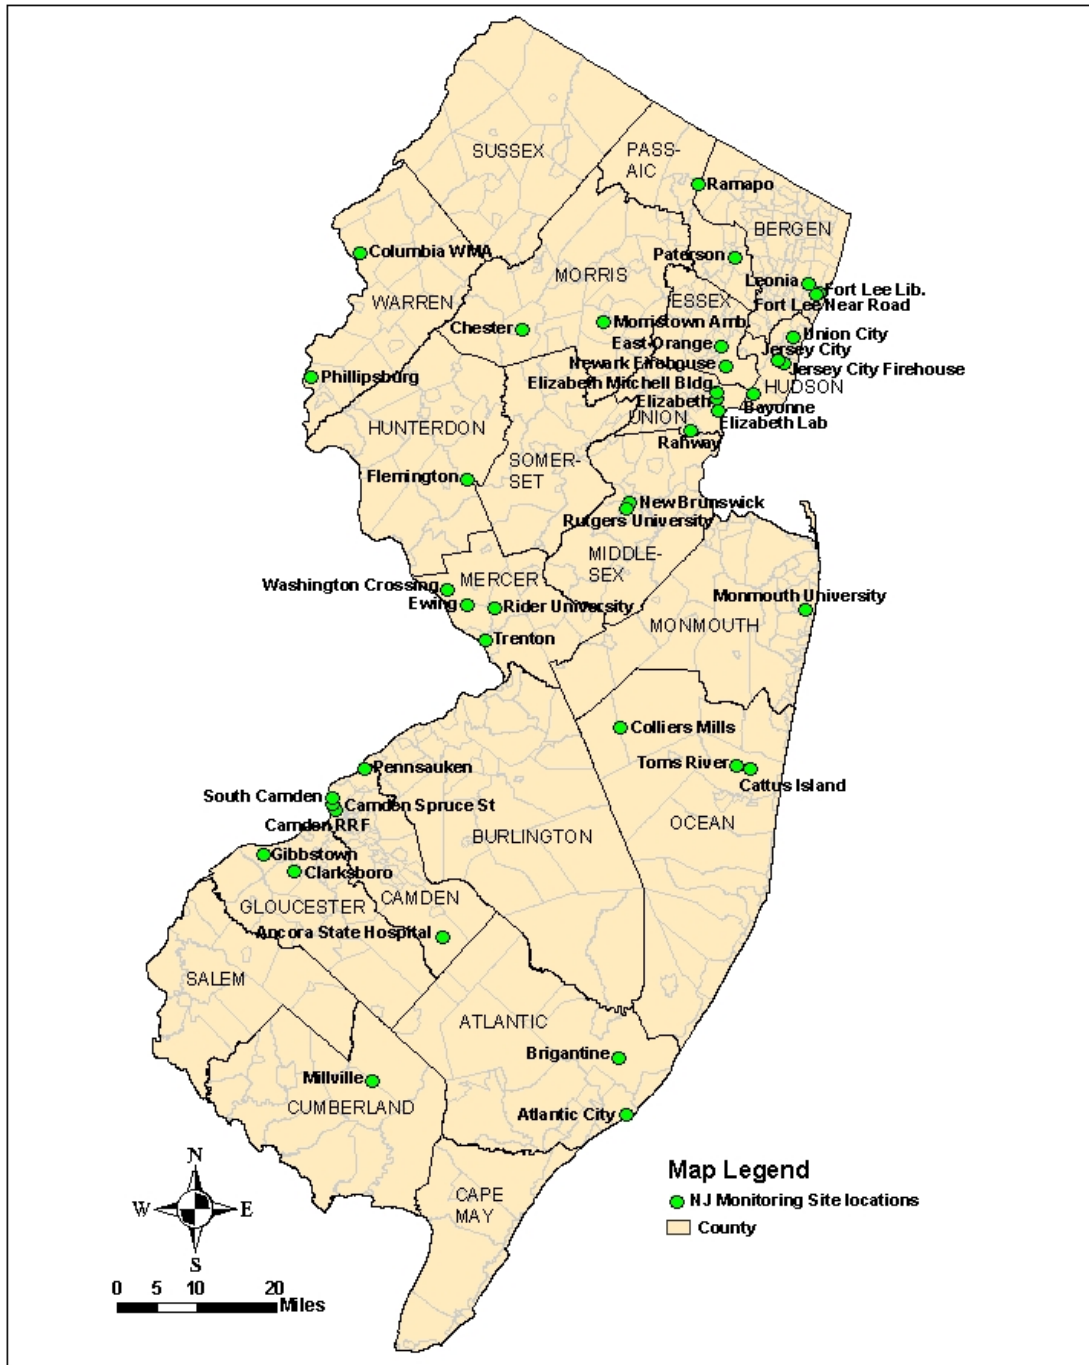 SUSSEX
PASS-
AIC
Ramapo
BERGEN
Columbia WMA
Paterson
MORRIS
Leonia
Fort Lee Lib.
WARREN
ESSEX
Fort Lee Near Road
Chester
Morristown Amb.
Union City
East Orange
Jersey City
Newark Firehouse
Jersey City Firehouse
Phillipsburg
Elizabeth Mitchell Bldg
HUDSON
Elizabeth
Bayonne
UNION
Elizabeth Lab
HUNTERDON
Rahway
SOMER-
SET
Flemington
New Brunswick
Rutgers University
MIDDLE-
SEX
Washington Crossing
MERCER
Monmouth University
Ewing
Rider University
MONMOUTH
Trenton
Colliers Mills
Toms River
Pennsauken
Cattus Island
South Camden
Camden Spruce St
Camden RRF
OCEAN
BURLINGTON
Gibbstown
Clarksboro
CAMDEN
GLOUCESTER
Ancora State Hospital
SALEM
ATLANTIC
Brigantine
Millville
CUMBERLAND
Atlantic City
CAPE
MAY
N
W
E
S
0 5 10 20
Miles
Map Legend
NJ Monitoring Site locations
County